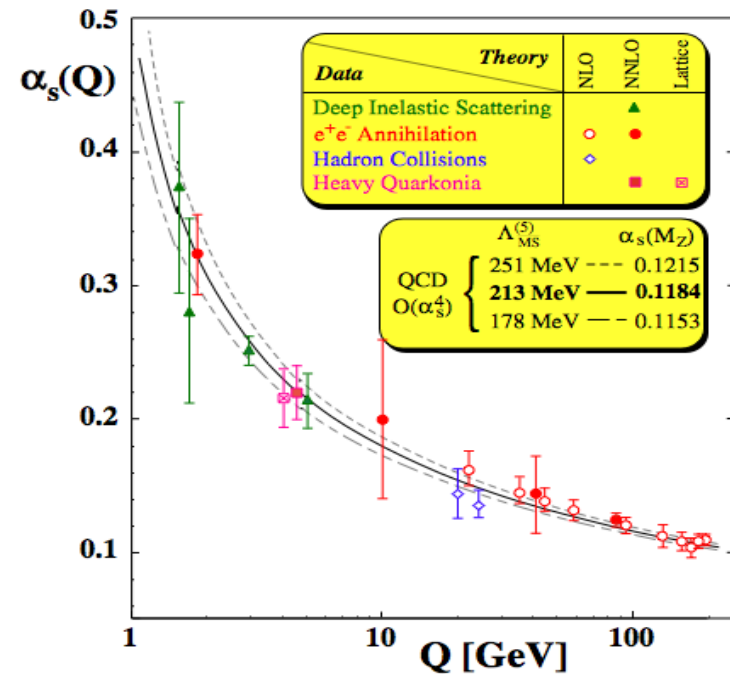 0.5
αs(Q)
0.4
0.3
0.2
0.1
1 10 100
Q [GeV]
Theory
Data
NLO
NNLO
Lattice
Deep Inelastic Scattering
e⁺e⁻ Annihilation
Hadron Collisions
Heavy Quarkonia
Λ(5)MS αs(MZ)
QCD
O(αs⁴)
251 MeV 0.1215
213 MeV 0.1184
178 MeV 0.1153